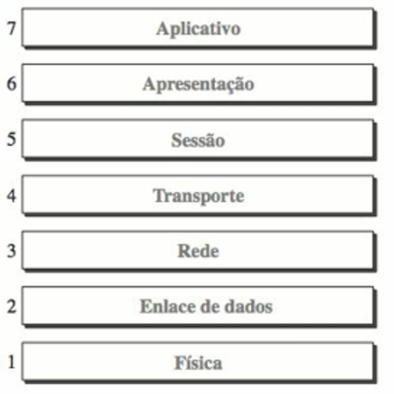 7 Aplicativo
6 Apresentação
5 Sessão
4 Transporte
3 Rede
2 Enlace de dados
1 Física